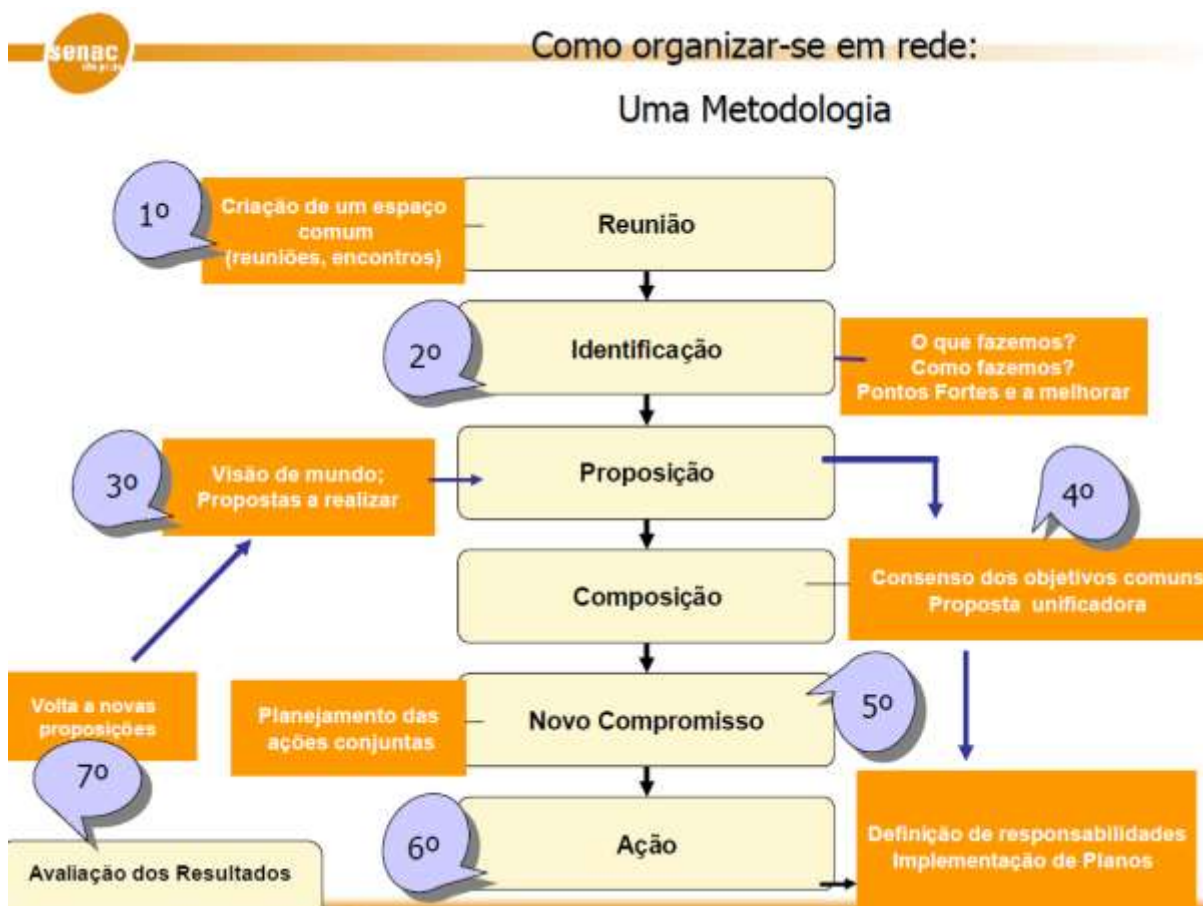 senac
Como organizar-se em rede:
Uma Metodologia
1º
Criação de um espaço
comum
(reuniões, encontros)
Reunião
2º
Identificação
O que fazemos?
Como fazemos?
Pontos Fortes e a melhorar
3º
Visão de mundo;
Propostas a realizar
Proposição
4º
Composição
Consenso dos objetivos comuns
Proposta unificadora
Volta a novas
proposições
Planejamento das
ações conjuntas
Novo Compromisso
5º
7º
6º
Ação
Definição de responsabilidades
Implementação de Planos
Avaliação dos Resultados